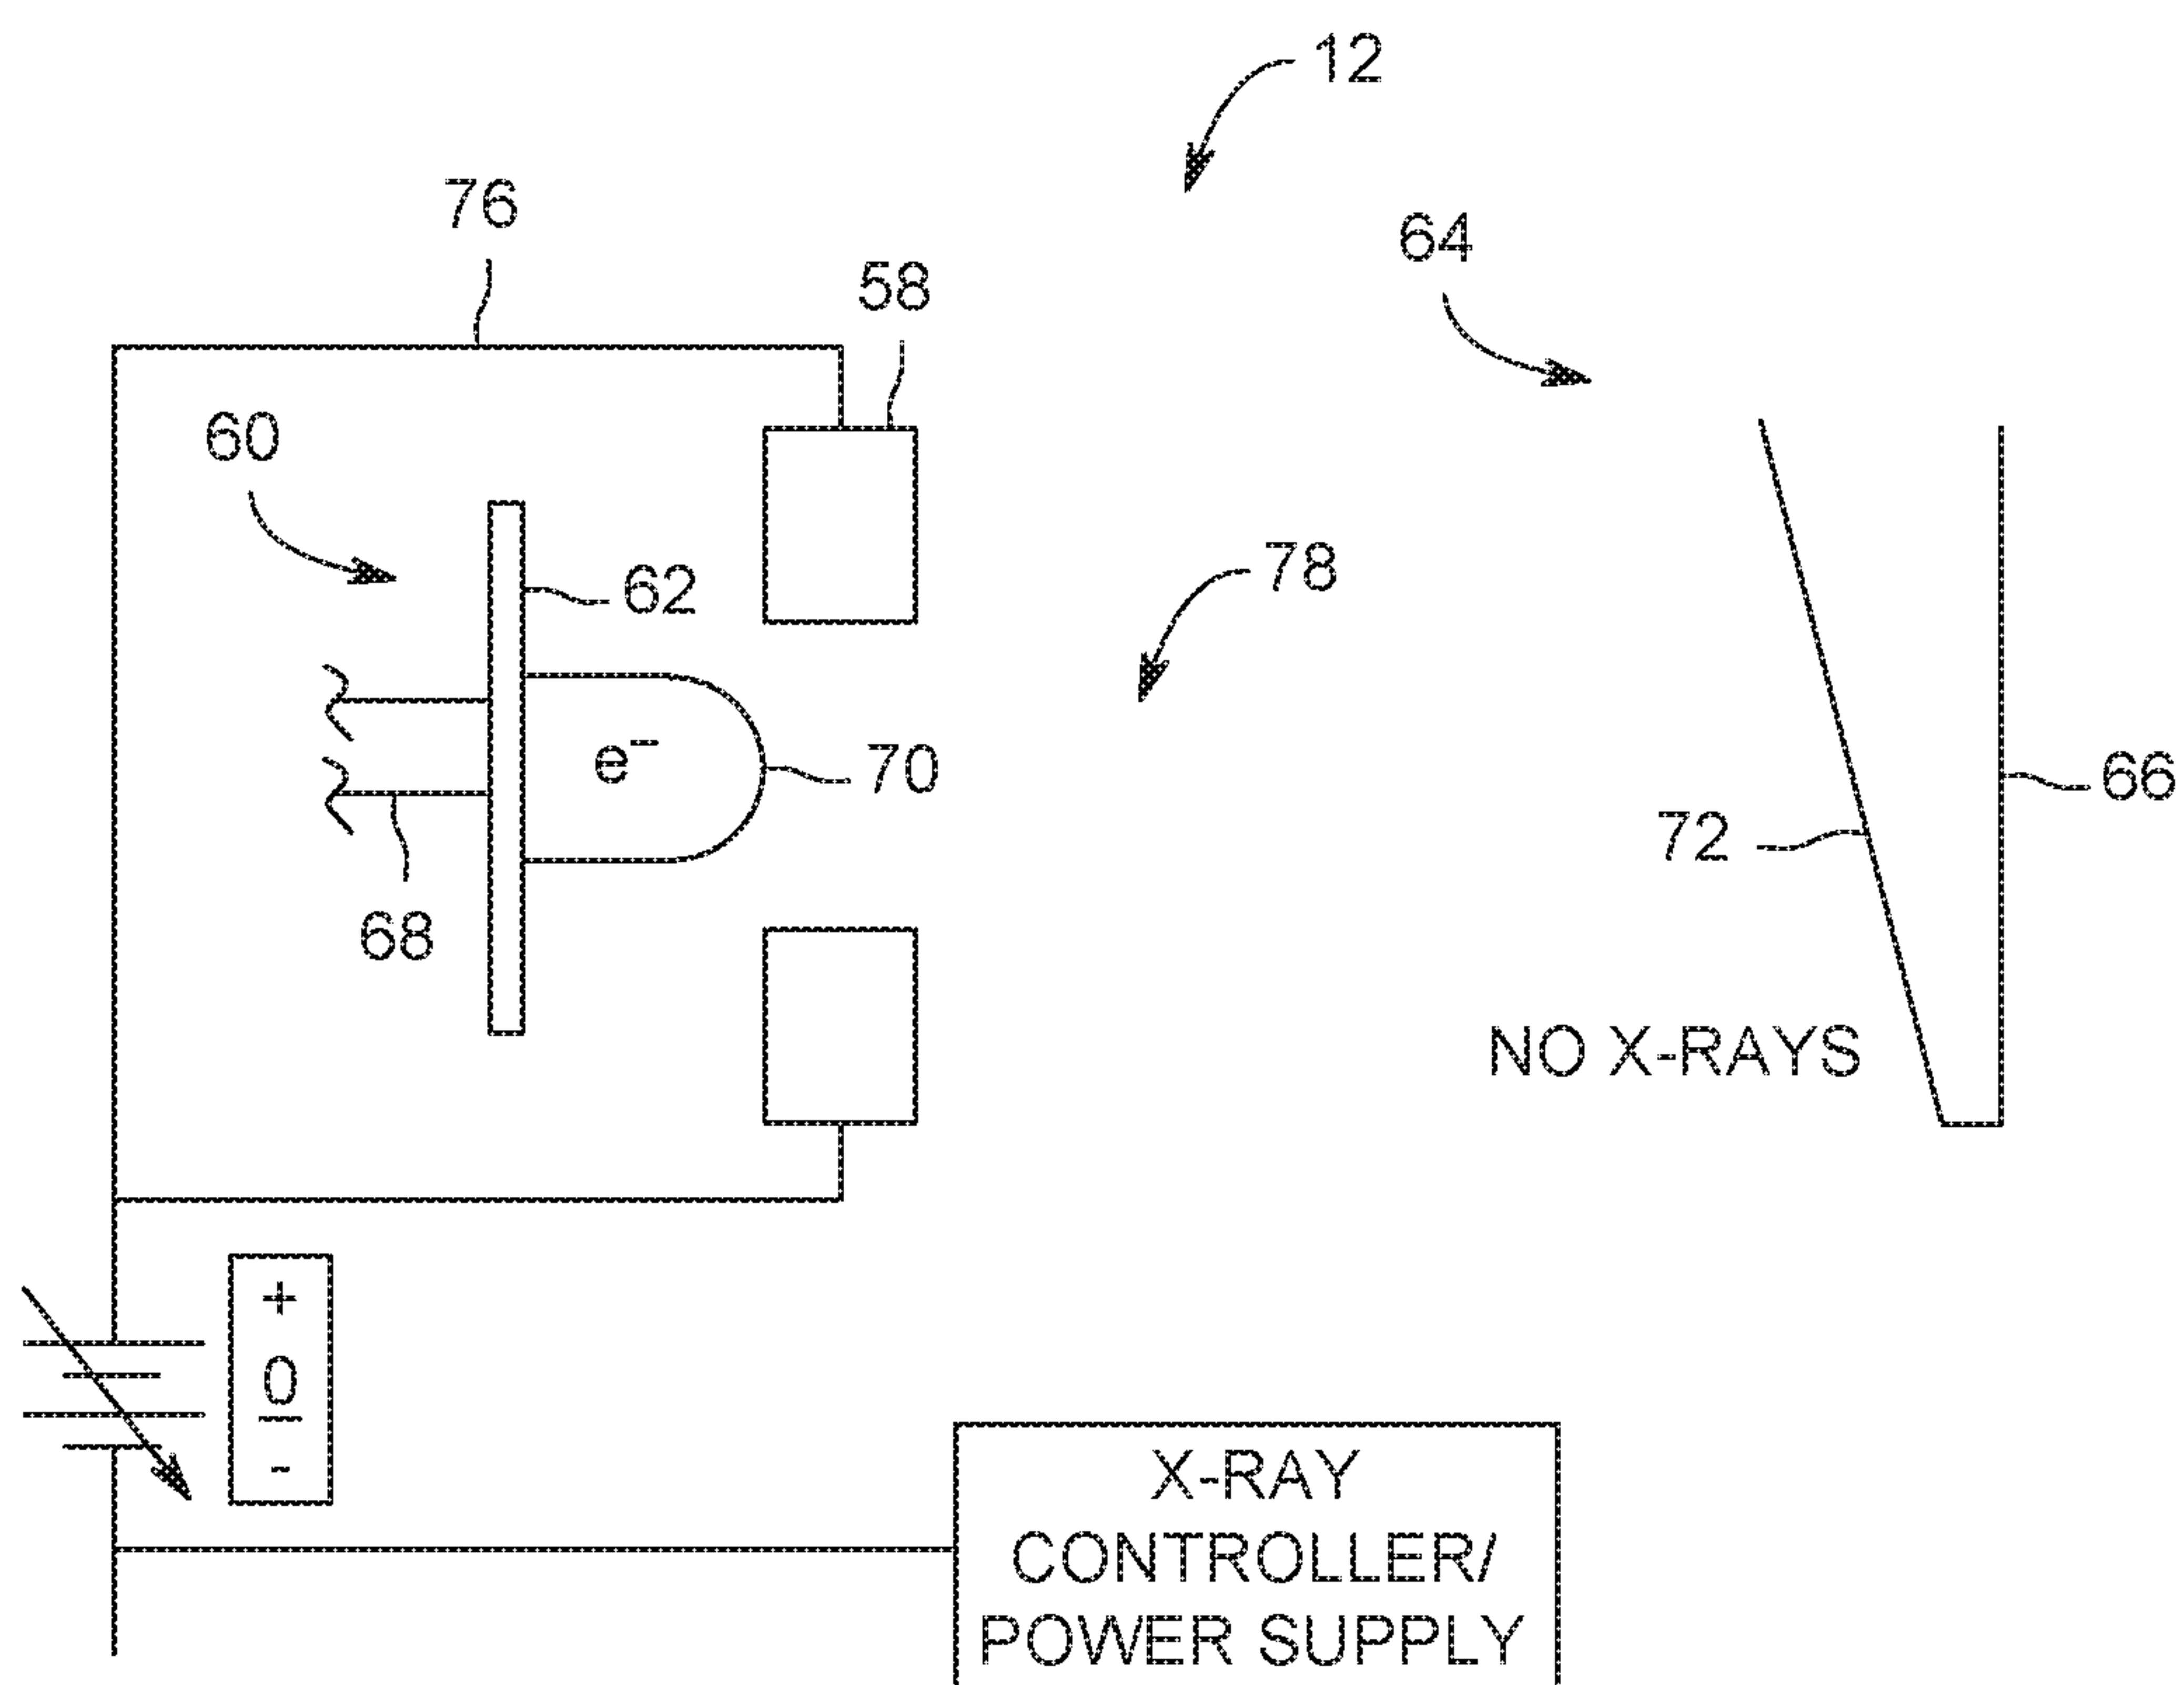 12
76
64
58
60
78
62
e⁻
70
66
72
68
NO X-RAYS
+
0
-
X-RAY
CONTROLLER/
POWER SUPPLY